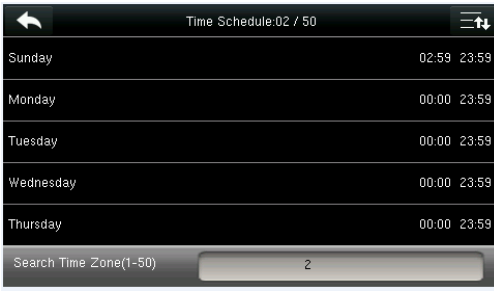 Time Schedule:02 / 50
Sunday 02:59 23:59
Monday 00:00 23:59
Tuesday 00:00 23:59
Wednesday 00:00 23:59
Thursday 00:00 23:59
Search Time Zone(1-50) 2